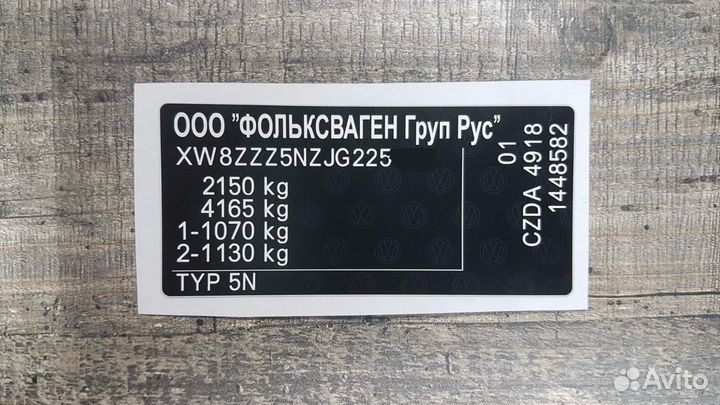 ООО ”ФОЛЬКСВАГЕН Груп Рус”
XW8ZZZ5NZJG225
2150 kg
4165 kg
1-1070 kg
2-1130 kg
TYP 5N
01
CZDA 4918
1448582
Avito